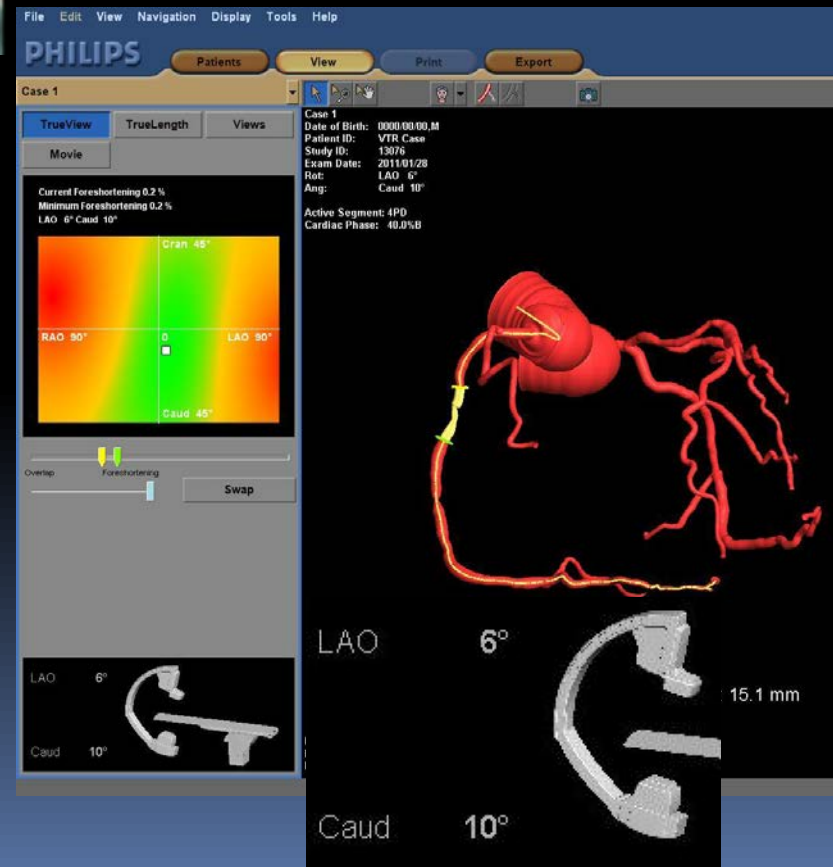 File Edit View Navigation Display Tools Help
PHILIPS
Patients View Print Export
Case 1
TrueView TrueLength Views
Movie
Current Foreshortening 0.2 %
Minimum Foreshortening 0.2 %
LAO 6° Caud 10°
Cran 45°
RAO 90° 0 LAO 90°
Caud 45°
Overlap Foreshortening
Swap
LAO 6°
Caud 10°
Case 1
Date of Birth: 0000/00/00,M
Patient ID: VTR Case
Study ID: 13076
Exam Date: 2011/01/28
Rot: LAO 6°
Ang: Caud 10°
Active Segment: 4PD
Cardiac Phase: 40.0%B
LAO 6°
: 15.1 mm
Caud 10°